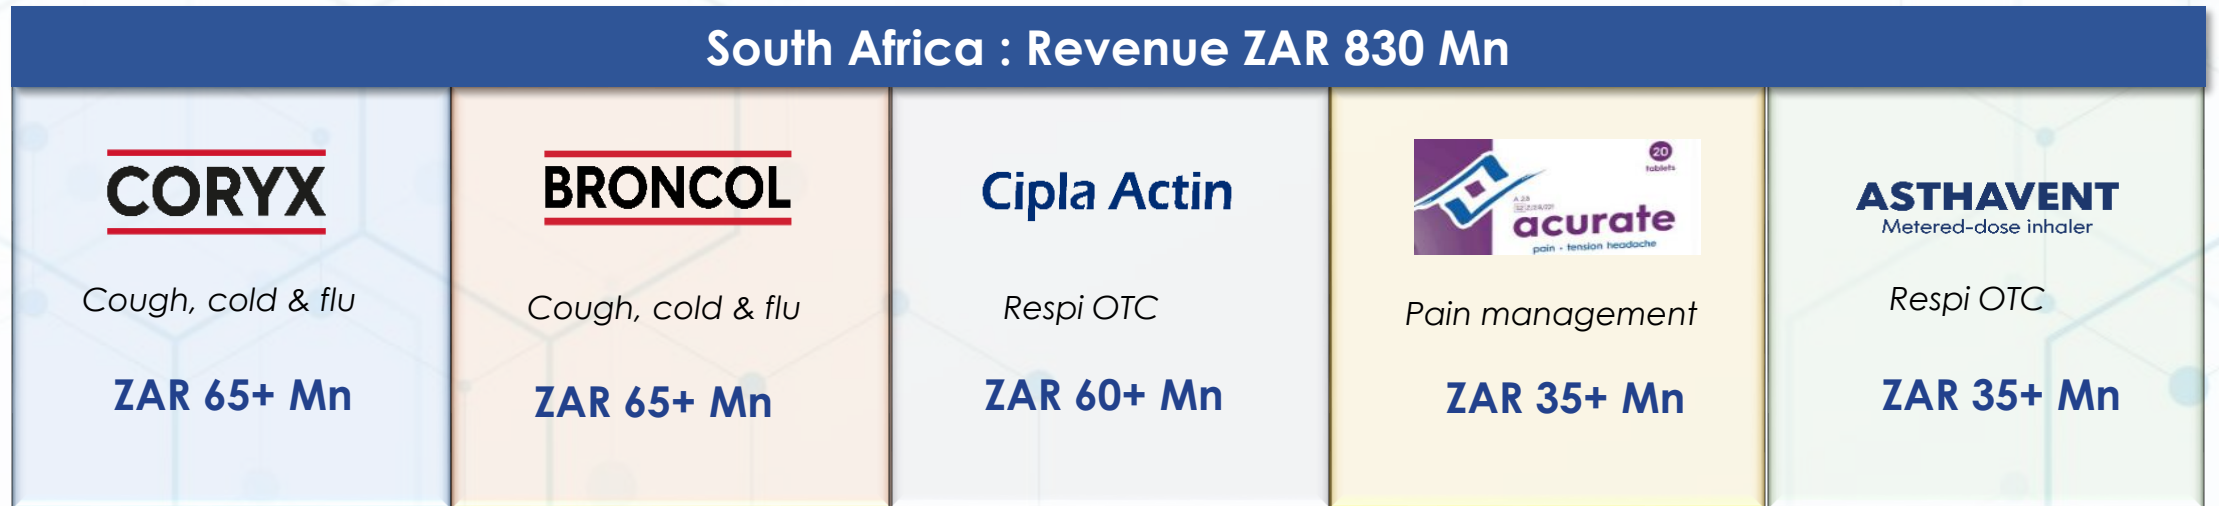 South Africa : Revenue ZAR 830 Mn
CORYX
Cough, cold & flu
ZAR 65+ Mn
BRONCOL
Cough, cold & flu
ZAR 65+ Mn
Cipla Actin
Respi OTC
ZAR 60+ Mn
20
tablets
acurate
pain - tension headache
Pain management
ZAR 35+ Mn
ASTHAVENT
Metered-dose inhaler
Respi OTC
ZAR 35+ Mn